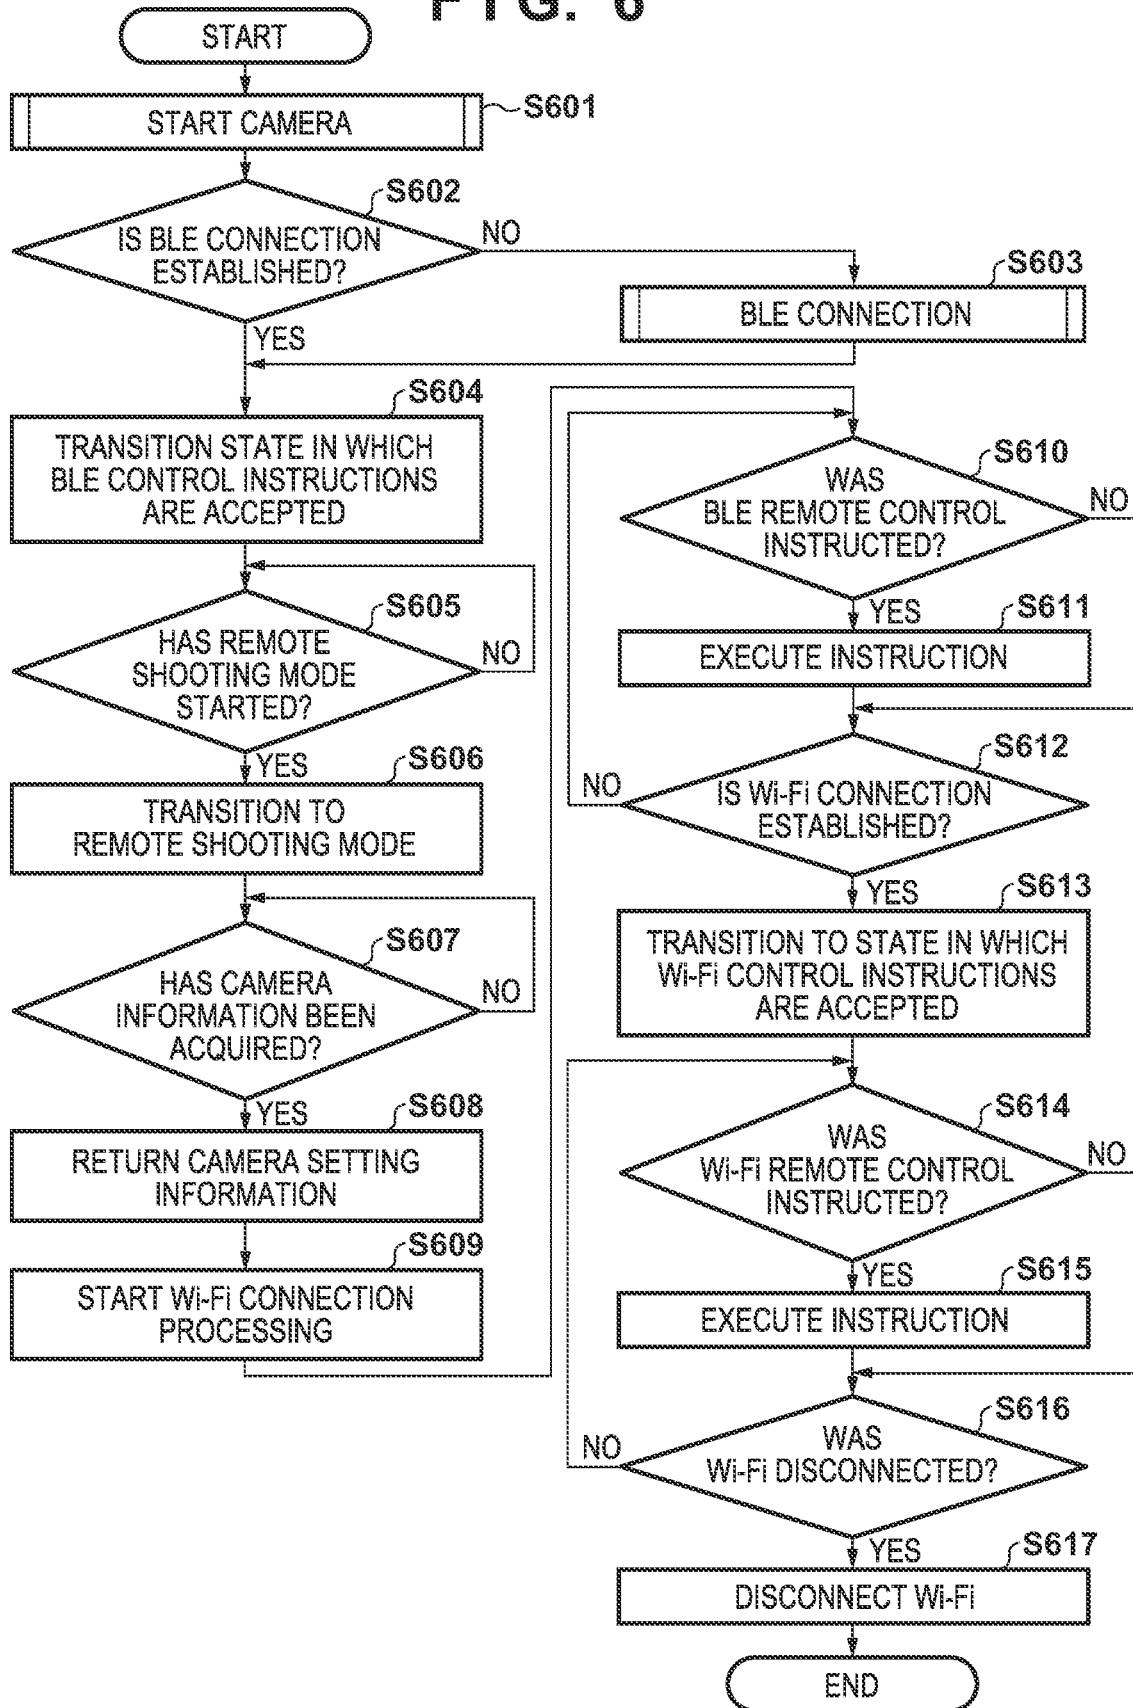 FIG. 6
START
START CAMERA
S601
S602
IS BLE CONNECTION
ESTABLISHED?
NO
YES
S603
BLE CONNECTION
S604
TRANSITION STATE IN WHICH
BLE CONTROL INSTRUCTIONS
ARE ACCEPTED
S605
HAS REMOTE
SHOOTING MODE
STARTED?
NO
YES
S606
TRANSITION TO
REMOTE SHOOTING MODE
S607
HAS CAMERA
INFORMATION BEEN
ACQUIRED?
NO
YES
S608
RETURN CAMERA SETTING
INFORMATION
S609
START Wi-Fi CONNECTION
PROCESSING
S610
WAS
BLE REMOTE CONTROL
INSTRUCTED?
NO
YES
S611
EXECUTE INSTRUCTION
S612
NO
IS Wi-Fi CONNECTION
ESTABLISHED?
YES
S613
TRANSITION TO STATE IN WHICH
Wi-Fi CONTROL INSTRUCTIONS
ARE ACCEPTED
S614
WAS
Wi-Fi REMOTE CONTROL
INSTRUCTED?
NO
YES
S615
EXECUTE INSTRUCTION
S616
NO
WAS
Wi-Fi DISCONNECTED?
YES
S617
DISCONNECT Wi-Fi
END